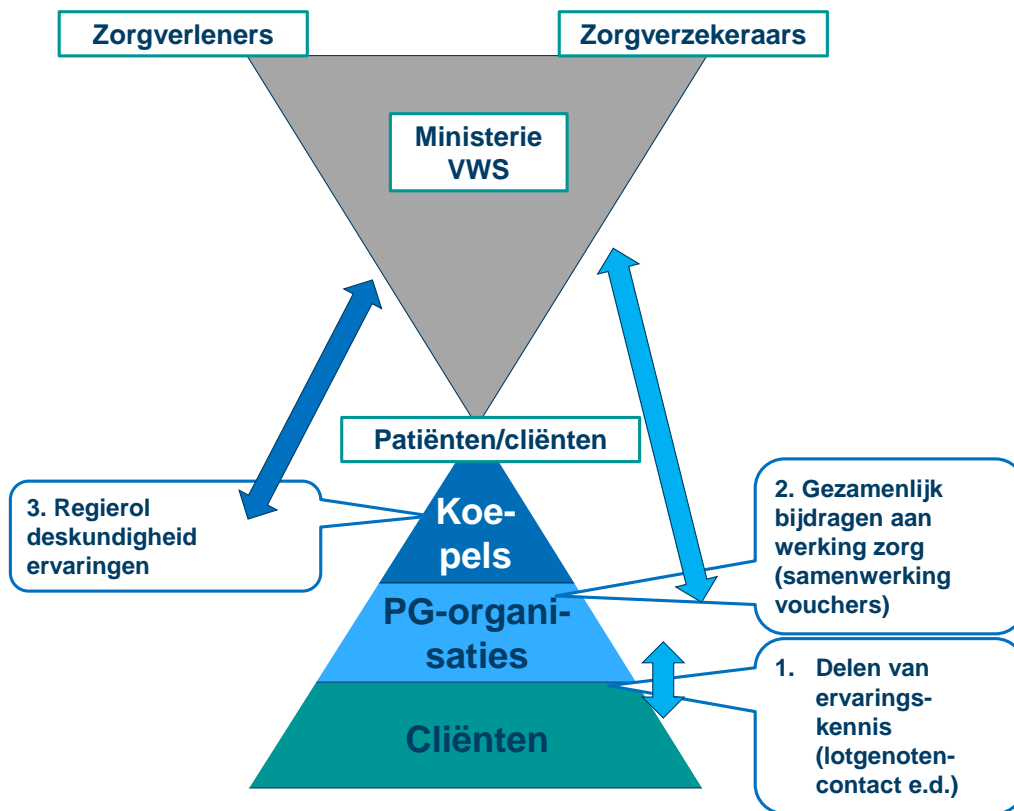 Zorgverleners
Zorgverzekeraars
Ministerie
VWS
Patiënten/cliënten
3. Regierol
deskundigheid
ervaringen
Koe-
pels
2. Gezamenlijk
bijdragen aan
werking zorg
(samenwerking
vouchers)
PG-organi-
saties
1. Delen van
ervarings-
kennis
(lotgenoten-
contact e.d.)
Cliënten